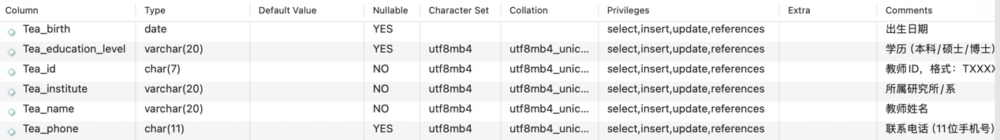 Column Type Default Value Nullable Character Set Collation Privileges Extra Comments
Tea_birth date YES select,insert,update,references 出生日期
Tea_education_level varchar(20) YES utf8mb4 utf8mb4_unic... select,insert,update,references 学历 (本科/硕士/博士)
Tea_id char(7) NO utf8mb4 utf8mb4_unic... select,insert,update,references 教师ID，格式：TXXXX
Tea_institute varchar(20) NO utf8mb4 utf8mb4_unic... select,insert,update,references 所属研究所/系
Tea_name varchar(20) NO utf8mb4 utf8mb4_unic... select,insert,update,references 教师姓名
Tea_phone char(11) YES utf8mb4 utf8mb4_unic... select,insert,update,references 联系电话 (11位手机号)